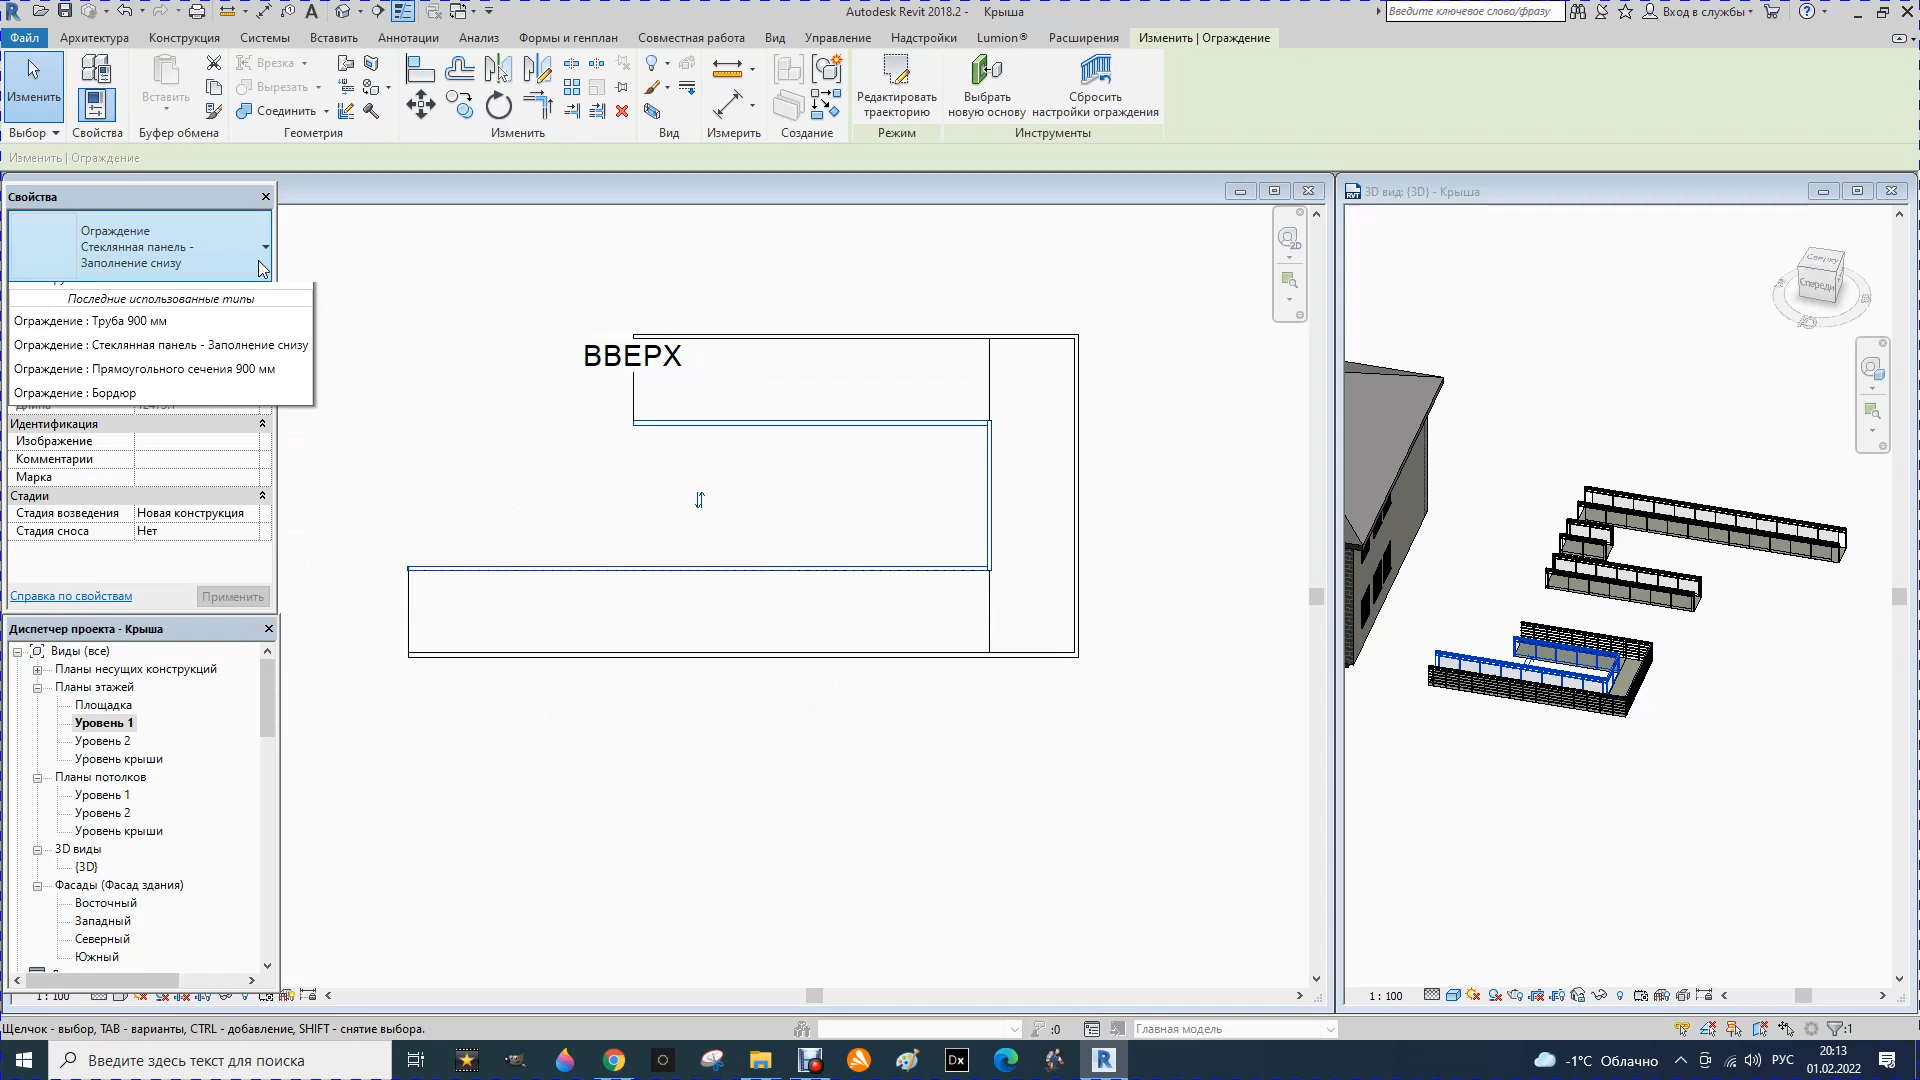 Autodesk Revit 2018.2 - Крыша
Введите ключевое слово/фразу
Вход в службы
Файл
Архитектура
Конструкция
Системы
Вставить
Аннотации
Анализ
Формы и генплан
Совместная работа
Вид
Управление
Надстройки
Lumion®
Расширения
Изменить | Ограждение
Изменить
Вставить
Врезка
Вырезать
Соединить
Редактировать траекторию
Выбрать новую основу
Сбросить настройки ограждения
Выбор
Свойства
Буфер обмена
Геометрия
Изменить
Вид
Измерить
Создание
Режим
Инструменты
Изменить | Ограждение
Свойства
Ограждение
Стеклянная панель -
Заполнение снизу
Последние использованные типы
Ограждение : Труба 900 мм
Ограждение : Стеклянная панель - Заполнение снизу
Ограждение : Прямоугольного сечения 900 мм
Ограждение : Бордюр
Идентификация
Изображение
Комментарии
Марка
Стадии
Стадия возведения Новая конструкция
Стадия сноса Нет
Справка по свойствам
Применить
Диспетчер проекта - Крыша
Виды (все)
Планы несущих конструкций
Планы этажей
Площадка
Уровень 1
Уровень 2
Уровень крыши
Планы потолков
Уровень 1
Уровень 2
Уровень крыши
3D виды
{3D}
Фасады (Фасад здания)
Восточный
Западный
Северный
Южный
ВВЕРХ
2D
3D вид: {3D} - Крыша
Сверху
Спереди
1 : 100
1 : 100
Щелчок - выбор, TAB - варианты, CTRL - добавление, SHIFT - снятие выбора.
:0
Главная модель
:1
Введите здесь текст для поиска
Dx
-1°C Облачно
РУС
20:13
01.02.2022